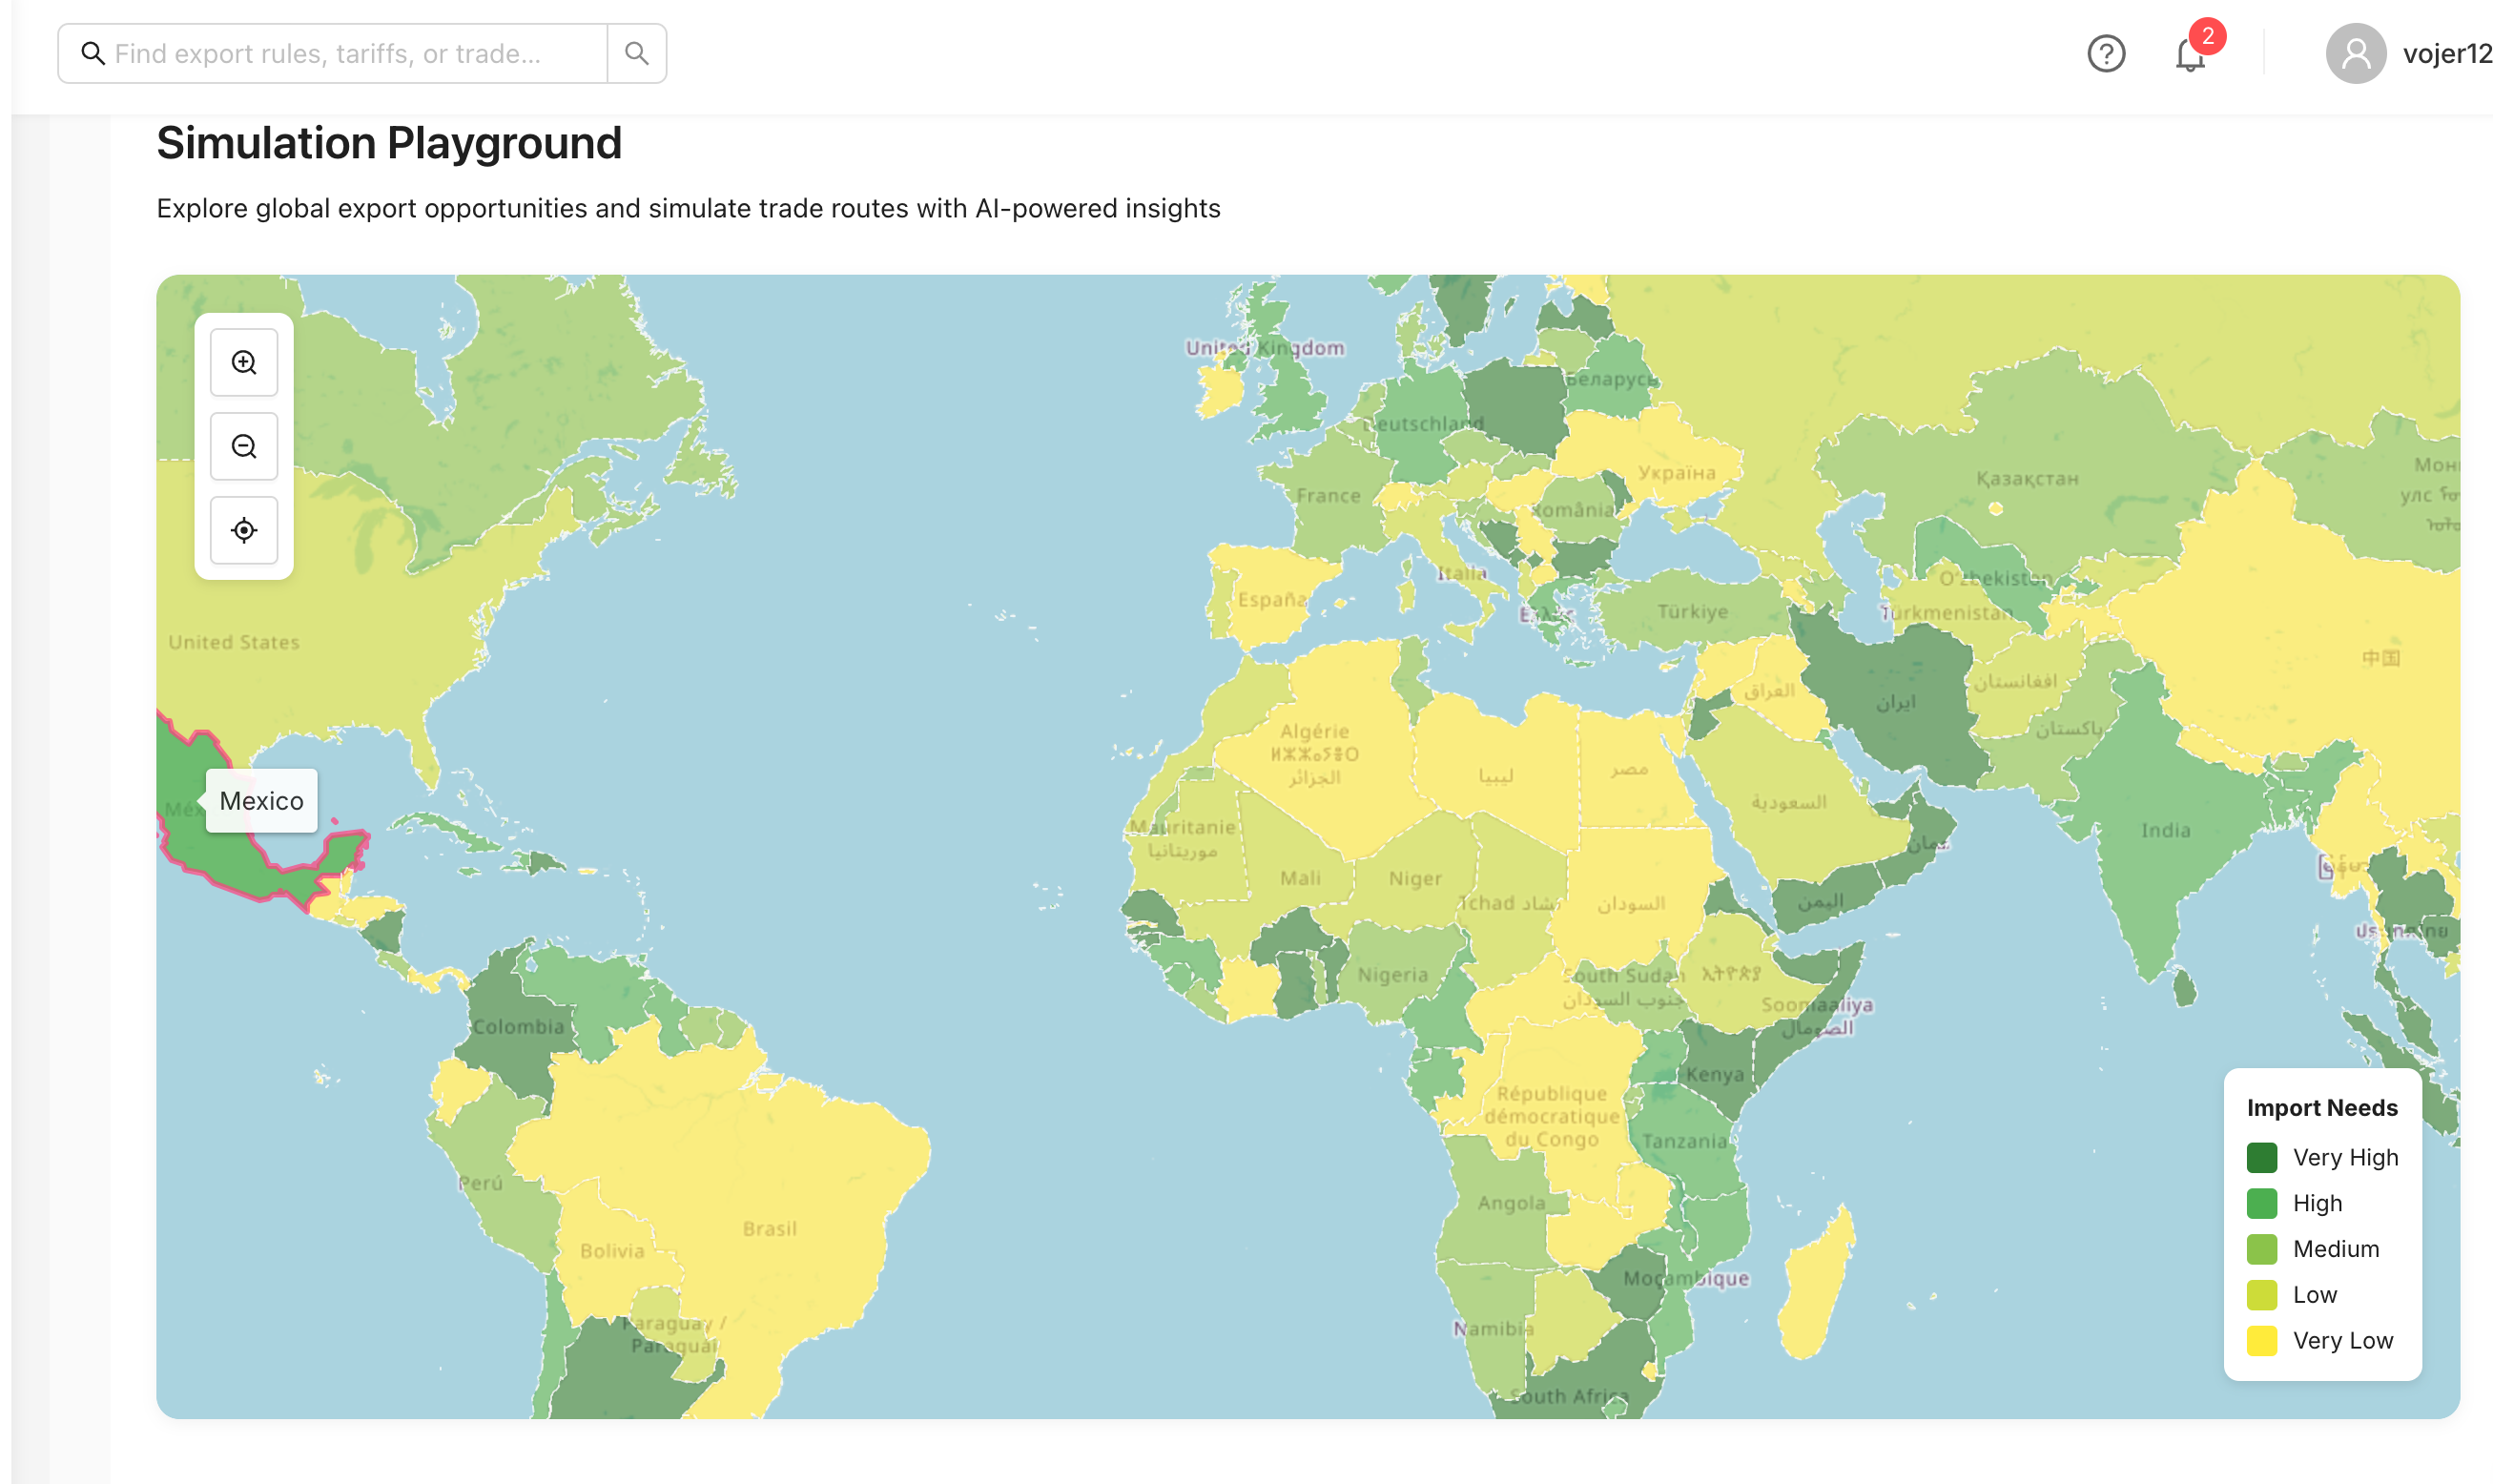 Find export rules, tariffs, or trade...
2
vojer12
Simulation Playground
Explore global export opportunities and simulate trade routes with AI-powered insights
United Kingdom
Беларусь
Deutschland
Україна
France
România
Қазақстан
Italia
España
Türkiye
O'zbekiston
Türkmenistan
United States
中国
افغانستان
العراق
ایران
پاکستان
Algérie
ⵍⵣⵣⴰⵢⴻⵔ
الجزائر
ليبيا
مصر
السعودية
Mexico
Mauritanie
موريتانيا
India
عمان
Mali
Niger
Tchad تشاد
السودان
اليمن
Nigeria
South Sudan
جنوب السودان
Soomaaliya
الصومال
Colombia
Kenya
République
démocratique
du Congo
Tanzania
Perú
Angola
Brasil
Bolivia
Moçambique
Paraguay /
Paraguái
Namibia
South Africa
Import Needs
Very High
High
Medium
Low
Very Low